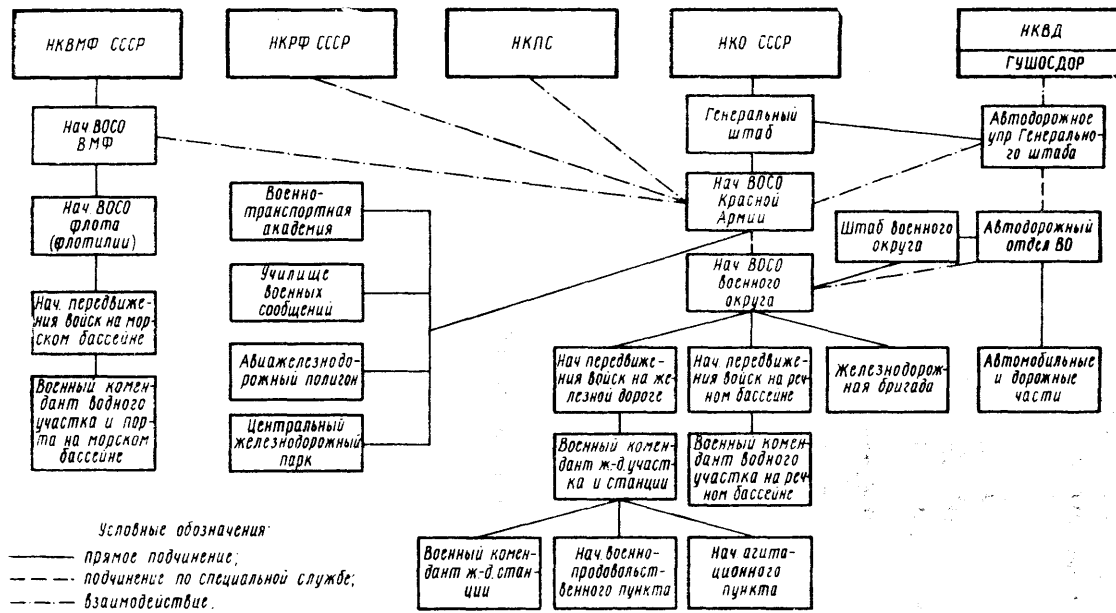 НКВМФ СССР
НКРФ СССР
НКПС
НКО СССР
НКВД
ГУШОСДОР
Нач ВОСО
ВМФ
Генеральный
штаб
Автодорожное
упр Генерально-
го штаба
Нач ВОСО
Красной
Армии
Военно-
транспортная
академия
Нач. ВОСО
флота
(флотилии)
Штаб военного
округа
Автодорожный
отдел ВО
Училище
военных
сообщений
Нач ВОСО
военного
округа
Нач. передвиже-
ния войск на мор-
ском бассейне
Авиажелезнодо-
рожный полигон
Нач передвиже-
ния войск на же-
лезной дороге
Нач. передвиже-
ния войск на реч-
ном бассейне
Железнодорож-
ная бригада
Автомобильные
и дорожные
части
Военный комен-
дант водного
участка и пор-
та на морском
бассейне
Центральный
железнодорожный
парк
Военный комен-
дант ж.-д. участ-
ка и станции
Военный комен-
дант водного
участка на реч-
ном бассейне
Военный комен-
дант ж.-д. стан-
ции
Нач. военно-
продовольст-
венного пункта
Нач агита-
ционного
пункта
Условные обозначения:
прямое подчинение;
подчинение по специальной службе;
взаимодействие.